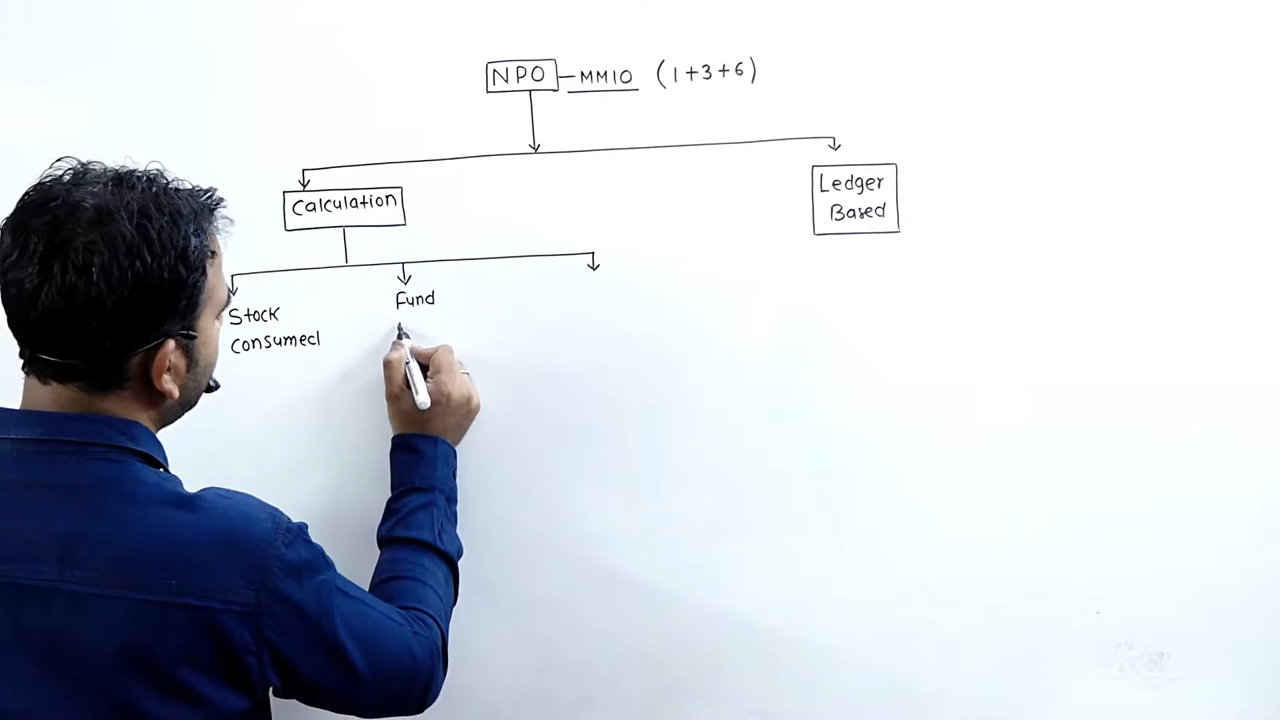 NPO - MM10 (1+3+6)
Calculation
Ledger
Based
Stock
consumed
Fund